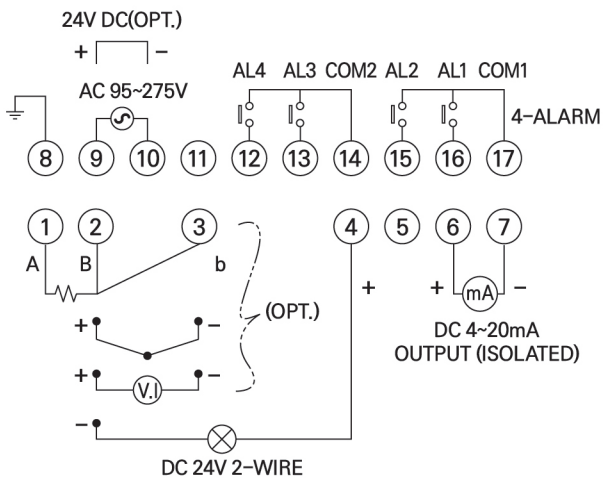 24V DC(OPT.)
+ −
AC 95~275V
AL4 AL3 COM2 AL2 AL1 COM1
4−ALARM
8 9 10 11 12 13 14 15 16 17
1 2 3 4 5 6 7
A B b
+
+ mA −
(OPT.)
+ −
DC 4~20mA
OUTPUT (ISOLATED)
+ V.I −
−
DC 24V 2−WIRE